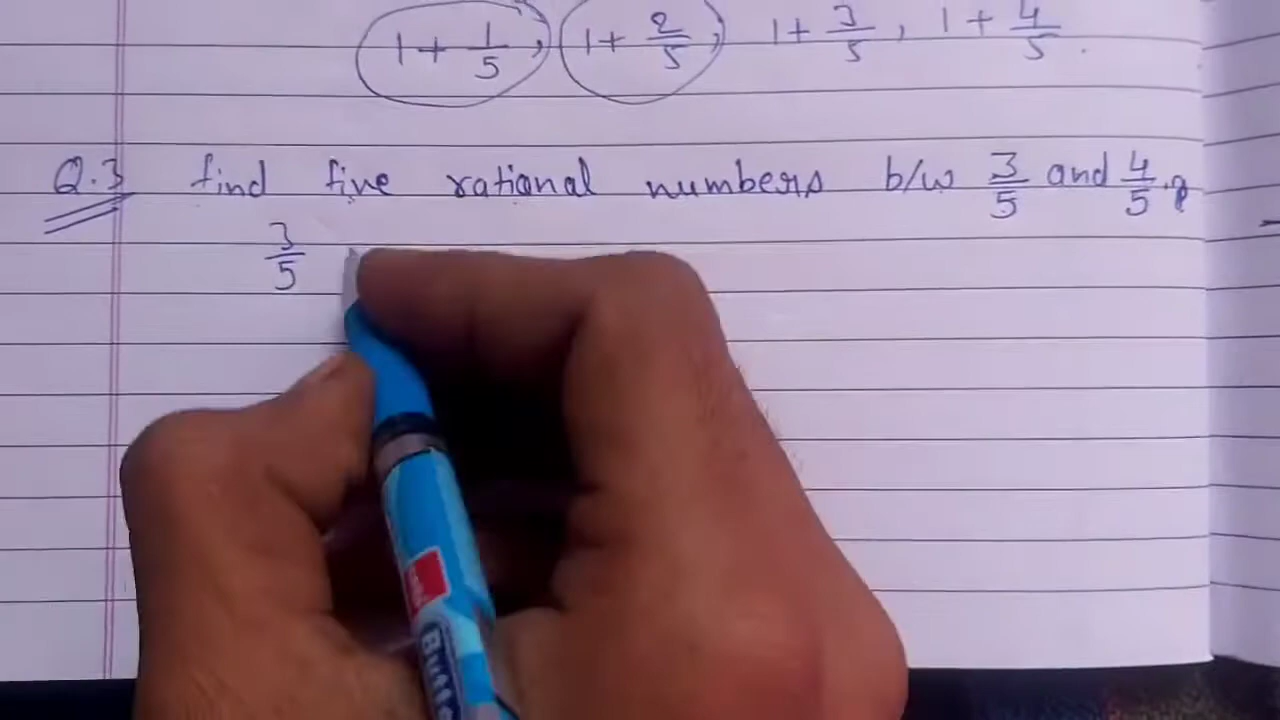 1 + 1/5, 1 + 2/5, 1 + 3/5, 1 + 4/5.
Q.3 find five rational numbers b/w 3/5 and 4/5.?
3/5